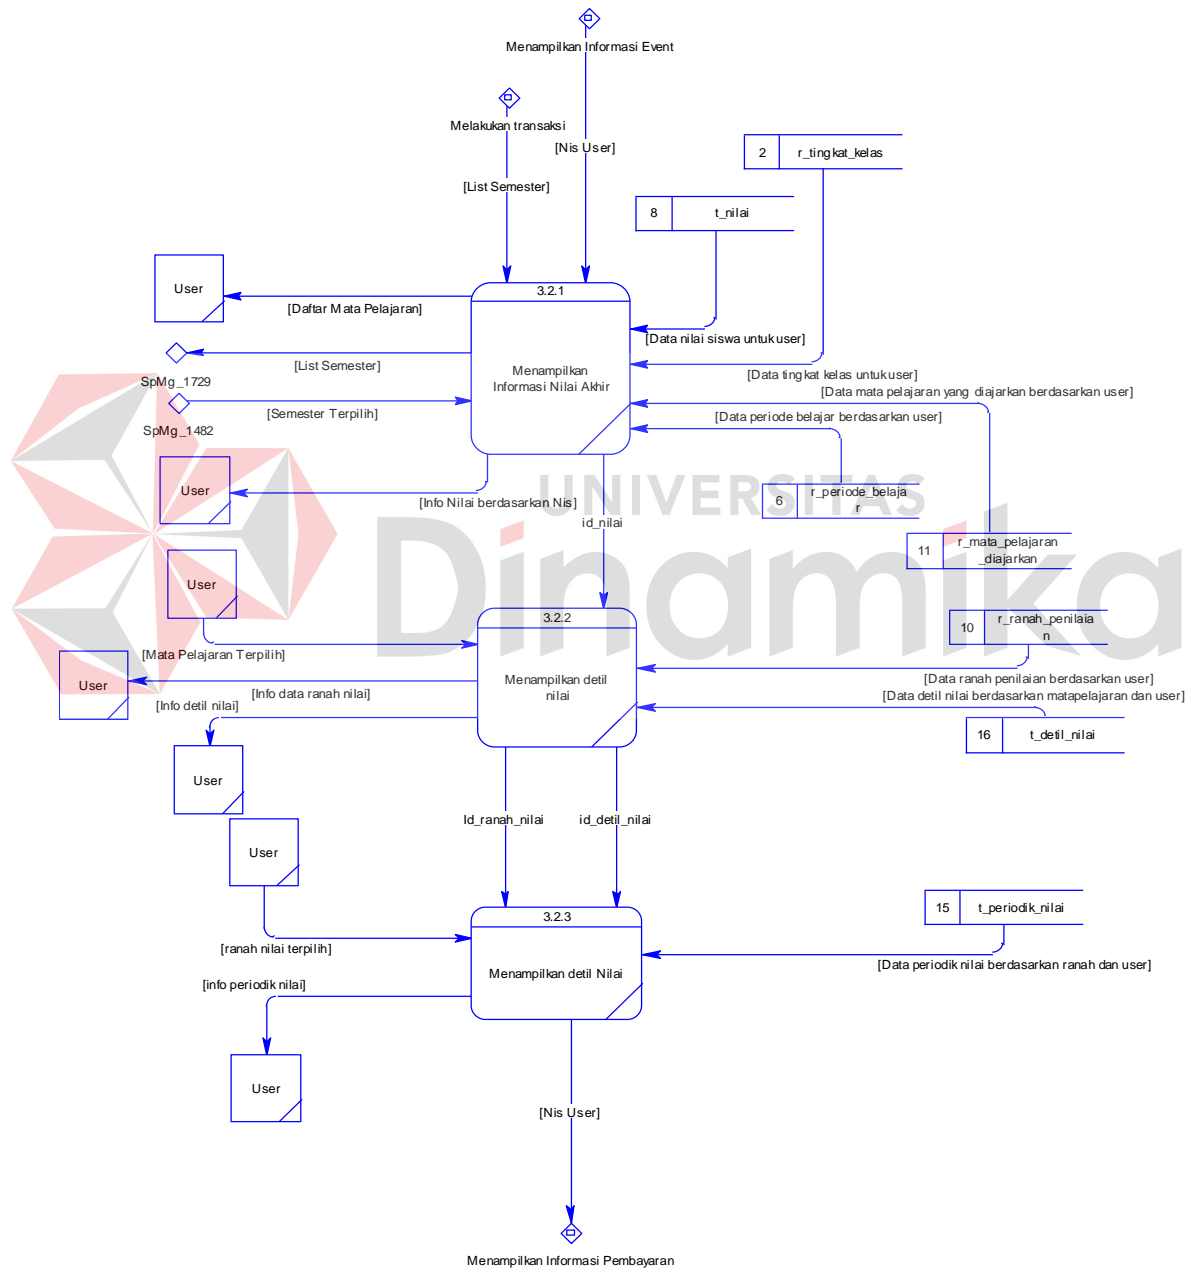 Menampilkan Informasi Event
Melakukan transaksi
[Nis User]
2
r_tingkat_kelas
[List Semester]
8
t_nilai
User
3.2.1
[Daftar Mata Pelajaran]
[Data nilai siswa untuk user]
[List Semester]
Menampilkan
Informasi Nilai Akhir
[Data tingkat kelas untuk user]
SpMg_1729
[Data mata pelajaran yang diajarkan berdasarkan user]
[Semester Terpilih]
[Data periode belajar berdasarkan user]
SpMg_1482
User
[Info Nilai berdasarkan Nis]
UNIVERSITAS
Dinamika
6
r_periode_belaja
r
id_nilai
11
r_mata_pelajaran
_diajarkan
User
3.2.2
10
r_ranah_penilaia
n
[Mata Pelajaran Terpilih]
User
Menampilkan detil
nilai
[Data ranah penilaian berdasarkan user]
[Info data ranah nilai]
[Data detil nilai berdasarkan matapelajaran dan user]
[Info detil nilai]
16
t_detil_nilai
User
Id_ranah_nilai
id_detil_nilai
User
15
t_periodik_nilai
3.2.3
[ranah nilai terpilih]
[Data periodik nilai berdasarkan ranah dan user]
Menampilkan detil Nilai
[info periodik nilai]
User
[Nis User]
Menampilkan Informasi Pembayaran